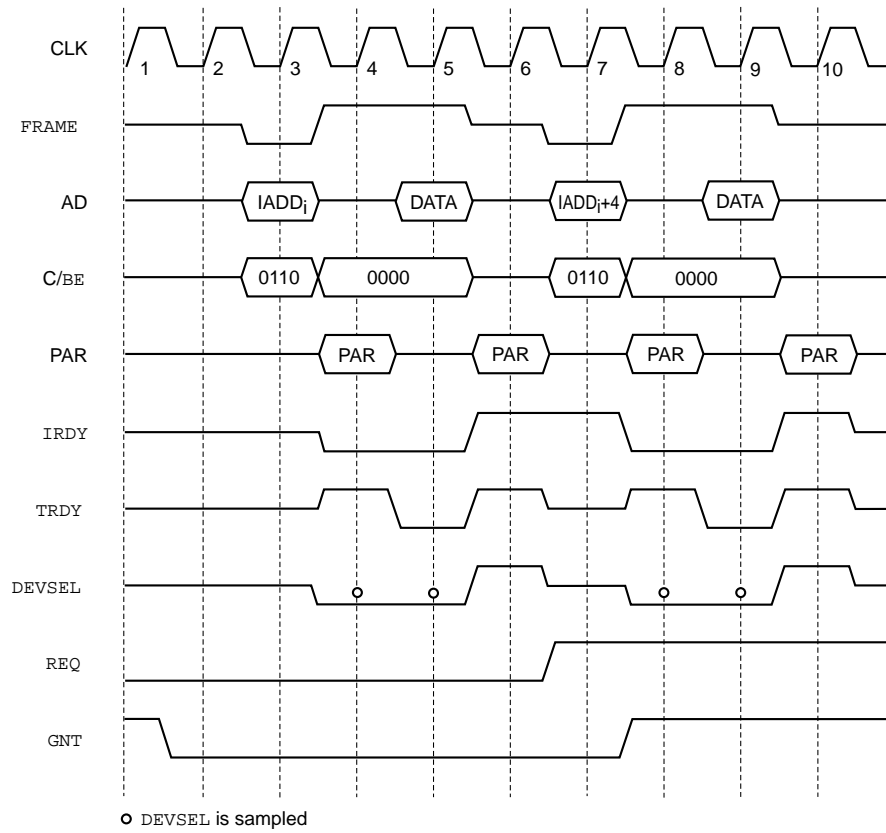 CLK
1 2 3 4 5 6 7 8 9 10
FRAME
AD
IADDi DATA IADDi+4 DATA
C/BE
0110 0000 0110 0000
PAR
PAR PAR PAR PAR
IRDY
TRDY
DEVSEL
REQ
GNT
DEVSEL is sampled